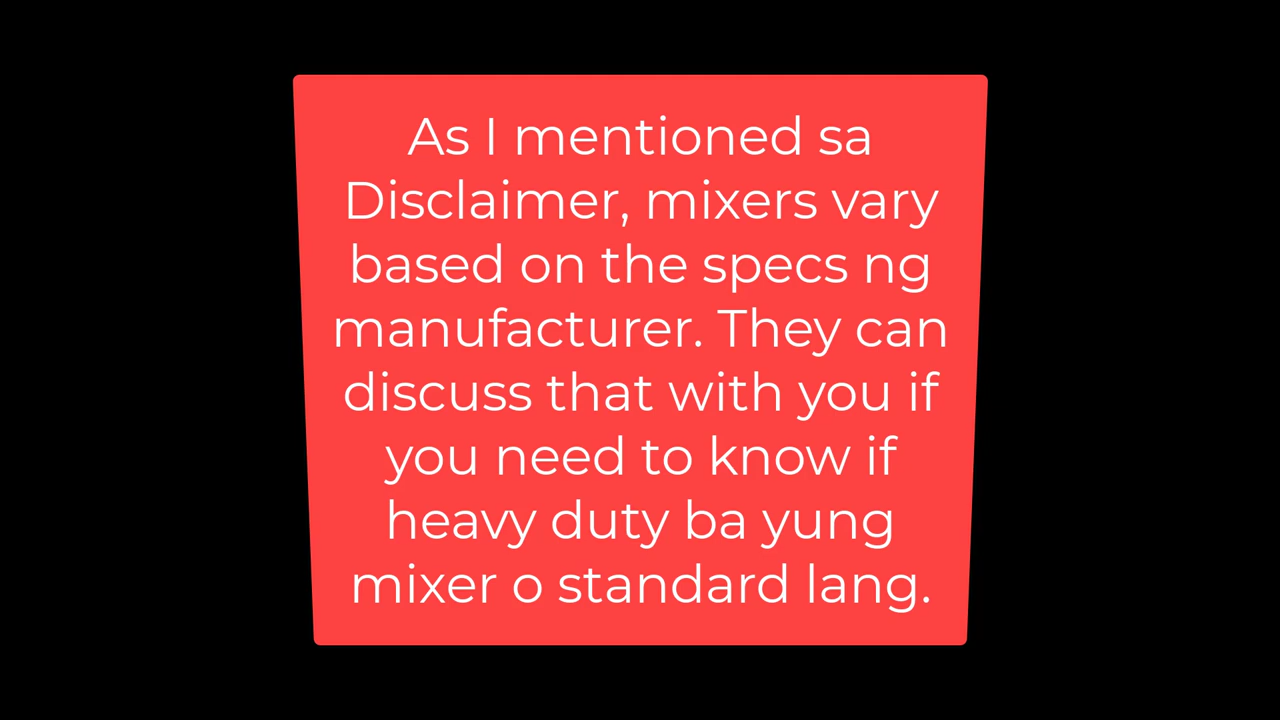 As I mentioned sa
Disclaimer, mixers vary
based on the specs ng
manufacturer. They can
discuss that with you if
you need to know if
heavy duty ba yung
mixer o standard lang.